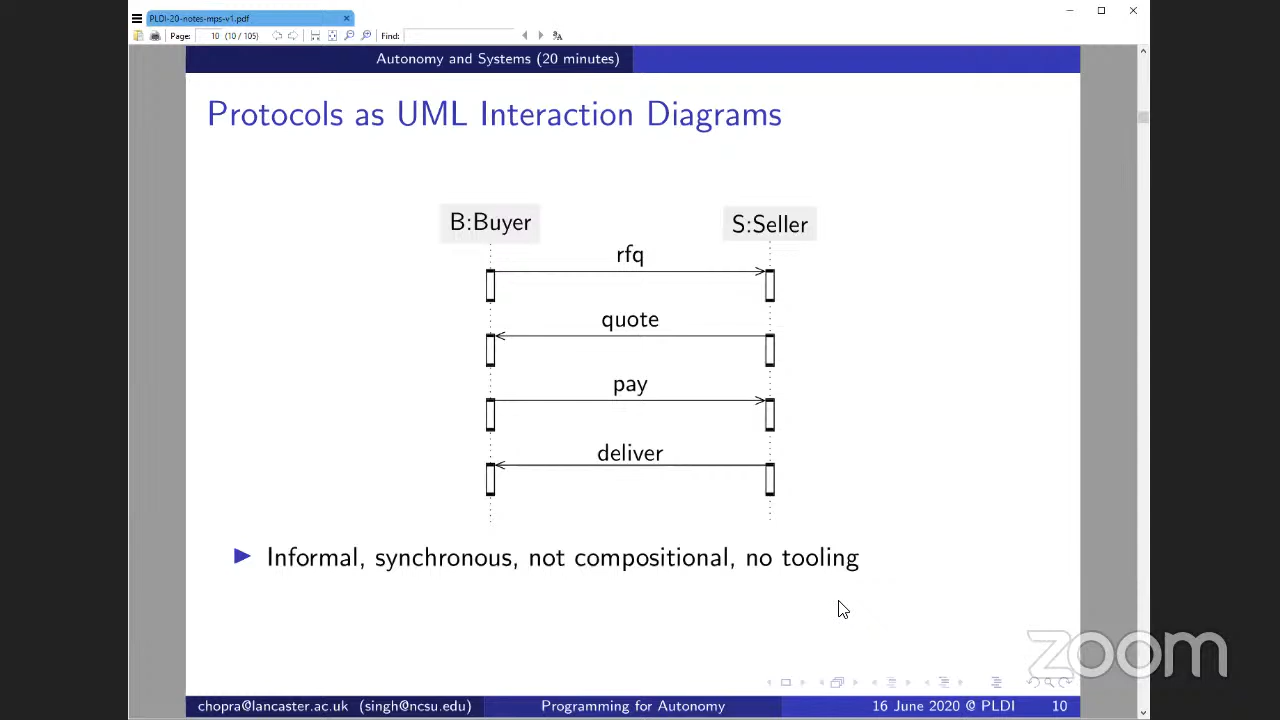 PLDI-20-notes-mps-v1.pdf
Page: 10 (10 / 105) Find:
Autonomy and Systems (20 minutes)
Protocols as UML Interaction Diagrams
B:Buyer S:Seller
rfq
quote
pay
deliver
Informal, synchronous, not compositional, no tooling
zoom
chopra@lancaster.ac.uk (singh@ncsu.edu) Programming for Autonomy 16 June 2020 @ PLDI 10